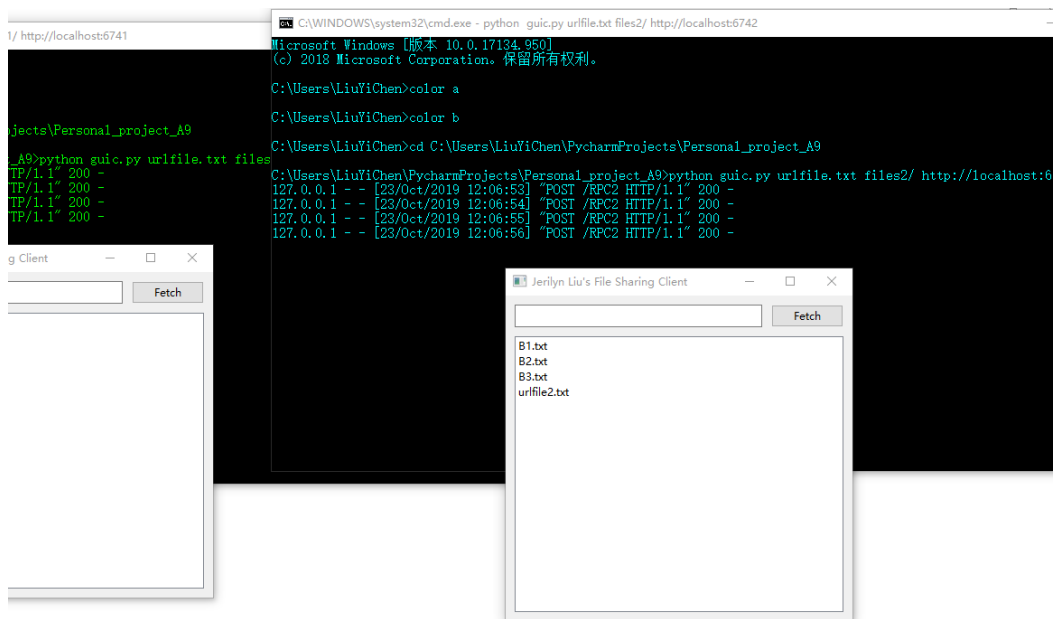 1/ http://localhost:6741
ojects\Personal_project_A9
_A9>python guic.py urlfile.txt files
TTP/1.1" 200 -
TTP/1.1" 200 -
TTP/1.1" 200 -
TTP/1.1" 200 -
g Client
Fetch
C:\WINDOWS\system32\cmd.exe - python guic.py urlfile.txt files2/ http://localhost:6742
Microsoft Windows [版本 10.0.17134.950]
(c) 2018 Microsoft Corporation。保留所有权利。
C:\Users\LiuYiChen>color a
C:\Users\LiuYiChen>color b
C:\Users\LiuYiChen>cd C:\Users\LiuYiChen\PycharmProjects\Personal_project_A9
C:\Users\LiuYiChen\PycharmProjects\Personal_project_A9>python guic.py urlfile.txt files2/ http://localhost:6
127.0.0.1 - - [23/Oct/2019 12:06:53] "POST /RPC2 HTTP/1.1" 200 -
127.0.0.1 - - [23/Oct/2019 12:06:54] "POST /RPC2 HTTP/1.1" 200 -
127.0.0.1 - - [23/Oct/2019 12:06:55] "POST /RPC2 HTTP/1.1" 200 -
127.0.0.1 - - [23/Oct/2019 12:06:56] "POST /RPC2 HTTP/1.1" 200 -
Jerilyn Liu's File Sharing Client
Fetch
B1.txt
B2.txt
B3.txt
urlfile2.txt